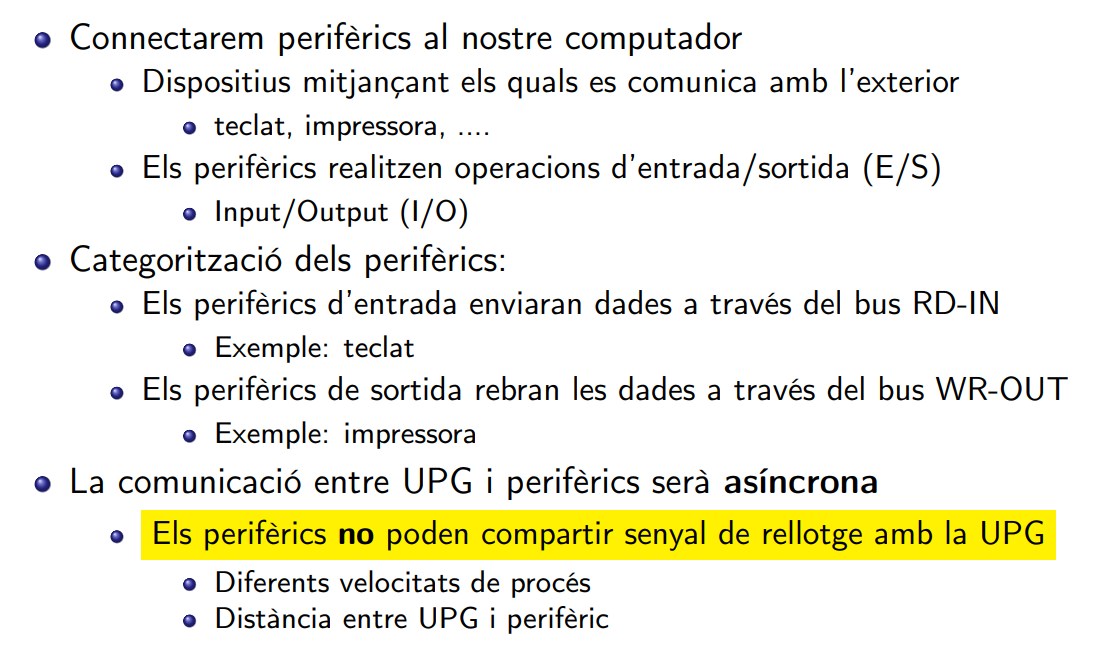 Connectarem perifèrics al nostre computador
Dispositius mitjançant els quals es comunica amb l'exterior
teclat, impressora, ....
Els perifèrics realitzen operacions d'entrada/sortida (E/S)
Input/Output (I/O)
Categorització dels perifèrics:
Els perifèrics d'entrada enviaran dades a través del bus RD-IN
Exemple: teclat
Els perifèrics de sortida rebran les dades a través del bus WR-OUT
Exemple: impressora
La comunicació entre UPG i perifèrics serà asíncrona
Els perifèrics no poden compartir senyal de rellotge amb la UPG
Diferents velocitats de procés
Distància entre UPG i perifèric